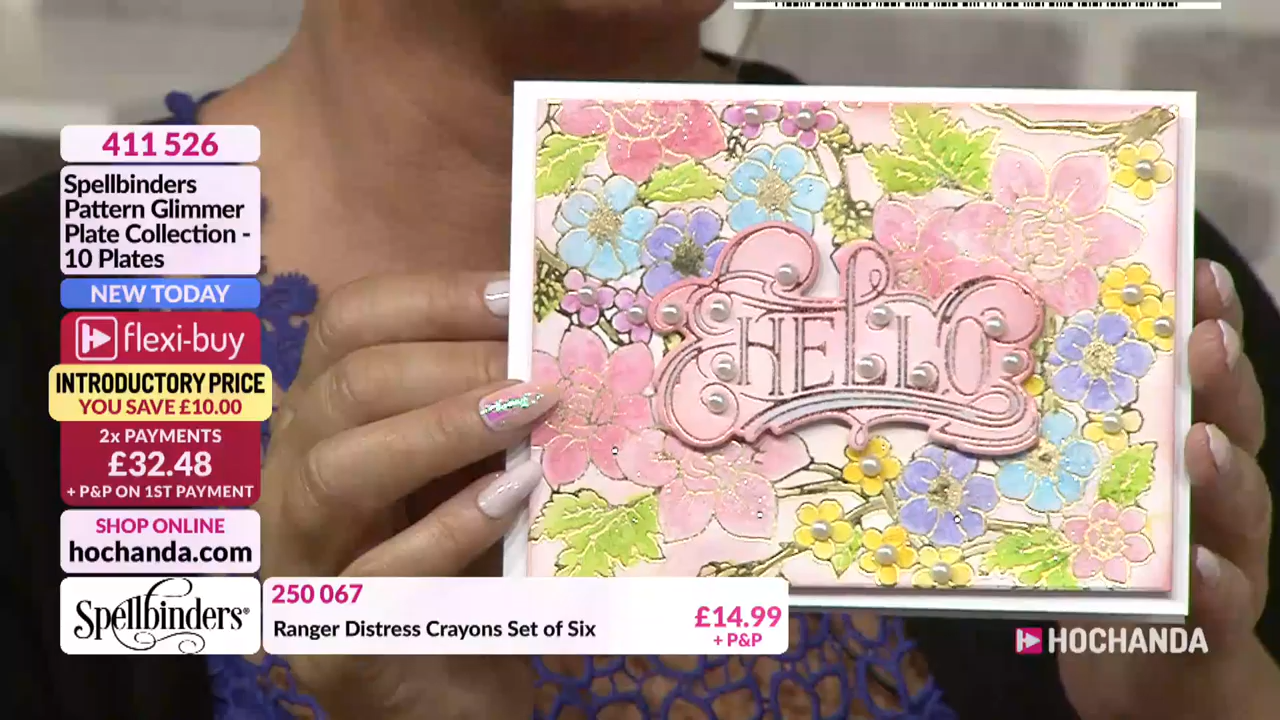 411 526
Spellbinders
Pattern Glimmer
Plate Collection -
10 Plates
NEW TODAY
flexi-buy
INTRODUCTORY PRICE
YOU SAVE £10.00
2x PAYMENTS
£32.48
+ P&P ON 1ST PAYMENT
SHOP ONLINE
hochanda.com
Spellbinders®
250 067
Ranger Distress Crayons Set of Six
£14.99
+ P&P
HELLO
HOCHANDA